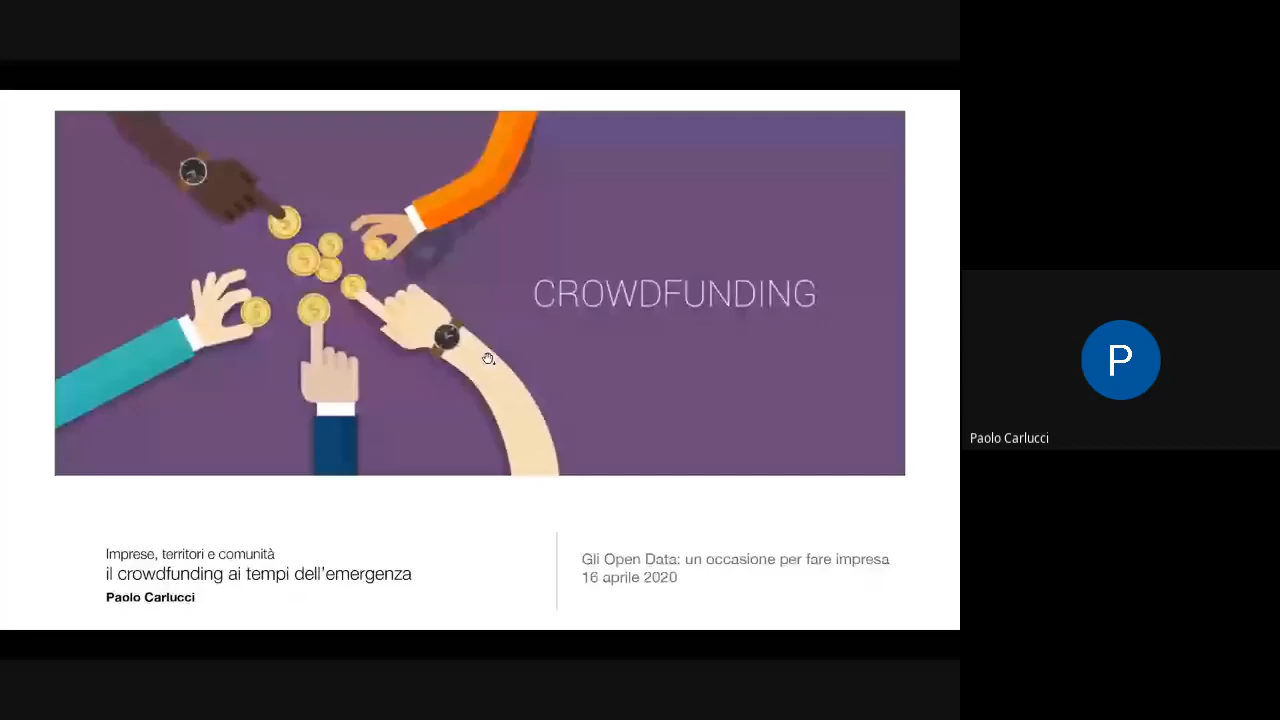 CROWDFUNDING
Imprese, territori e comunità
il crowdfunding ai tempi dell'emergenza
Paolo Carlucci
Gli Open Data: un occasione per fare impresa
16 aprile 2020
P
Paolo Carlucci